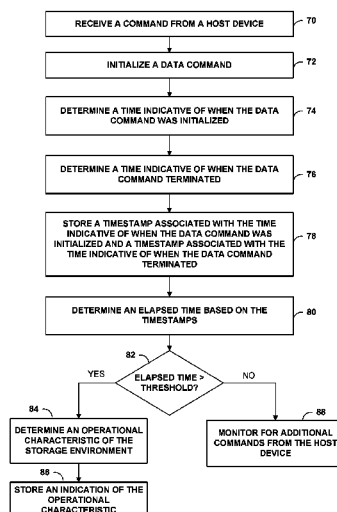 RECEIVE A COMMAND FROM A HOST DEVICE
70
INITIALIZE A DATA COMMAND
72
DETERMINE A TIME INDICATIVE OF WHEN THE DATA
COMMAND WAS INITIALIZED
74
DETERMINE A TIME INDICATIVE OF WHEN THE DATA
COMMAND TERMINATED
76
STORE A TIMESTAMP ASSOCIATED WITH THE TIME
INDICATIVE OF WHEN THE DATA COMMAND WAS
INITIALIZED AND A TIMESTAMP ASSOCIATED WITH THE
TIME INDICATIVE OF WHEN THE DATA COMMAND
TERMINATED
78
DETERMINE AN ELAPSED TIME BASED ON THE
TIMESTAMPS
80
82
ELAPSED TIME >
THRESHOLD?
YES
NO
84
DETERMINE AN OPERATIONAL
CHARACTERISTIC OF THE
STORAGE ENVIRONMENT
88
MONITOR FOR ADDITIONAL
COMMANDS FROM THE HOST
DEVICE
86
STORE AN INDICATION OF THE
OPERATIONAL
CHARACTERISTIC